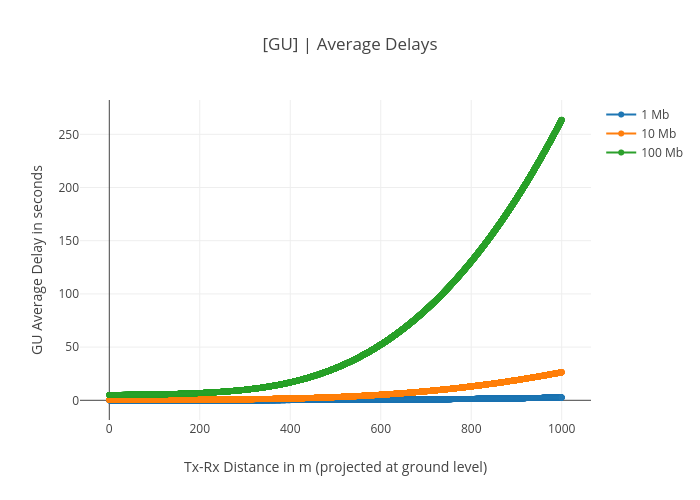 [GU] | Average Delays
1 Mb
10 Mb
100 Mb
GU Average Delay in seconds
250
200
150
100
50
0
0 200 400 600 800 1000
Tx-Rx Distance in m (projected at ground level)